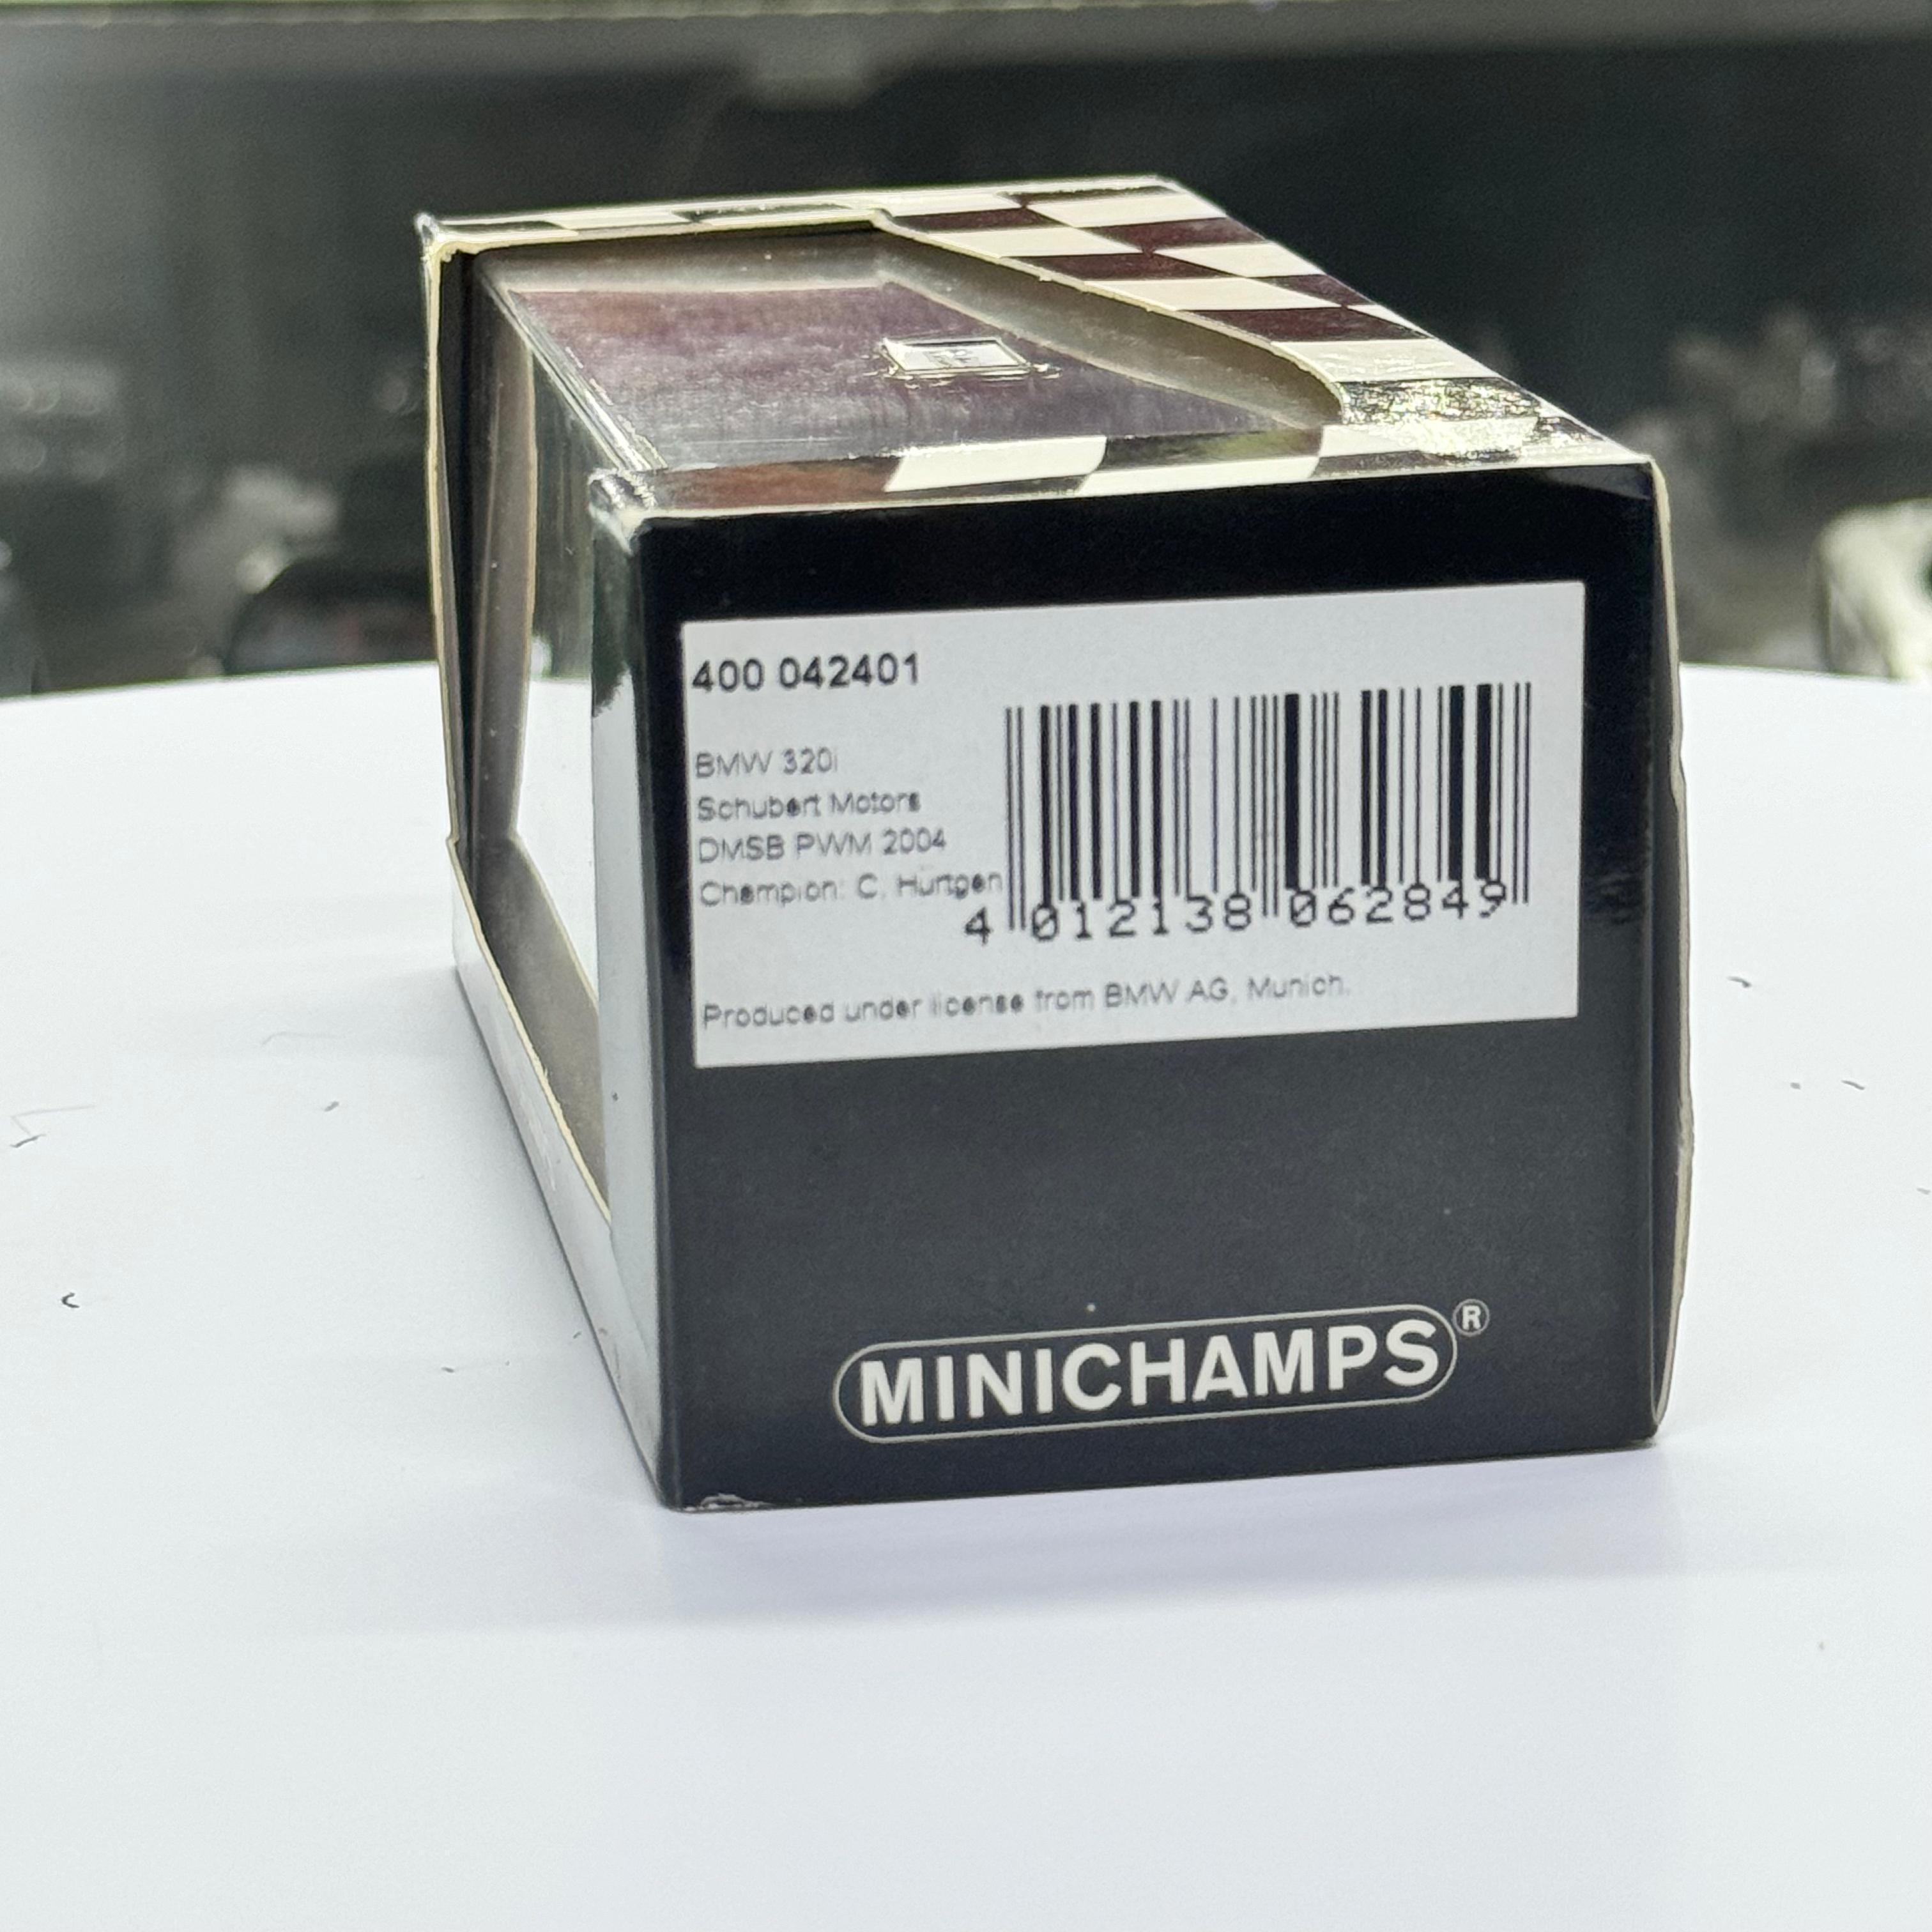 400 042401
BMW 320i
Schubert Motors
DMSB PWM 2004
Champion: C. Hürtgen
4 012138 062849
Produced under license from BMW AG, Munich.
MINICHAMPS®